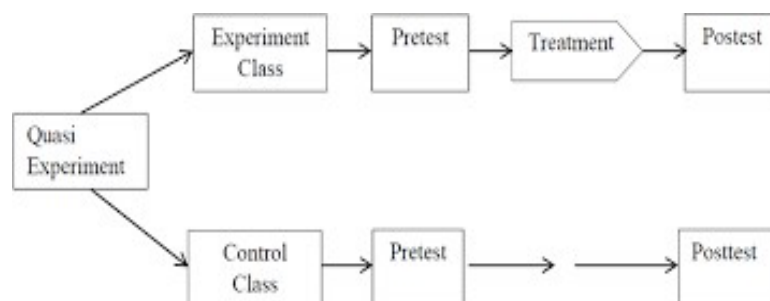 Experiment
Class
Pretest
Treatment
Postest
Quasi
Experiment
Control
Class
Pretest
Posttest